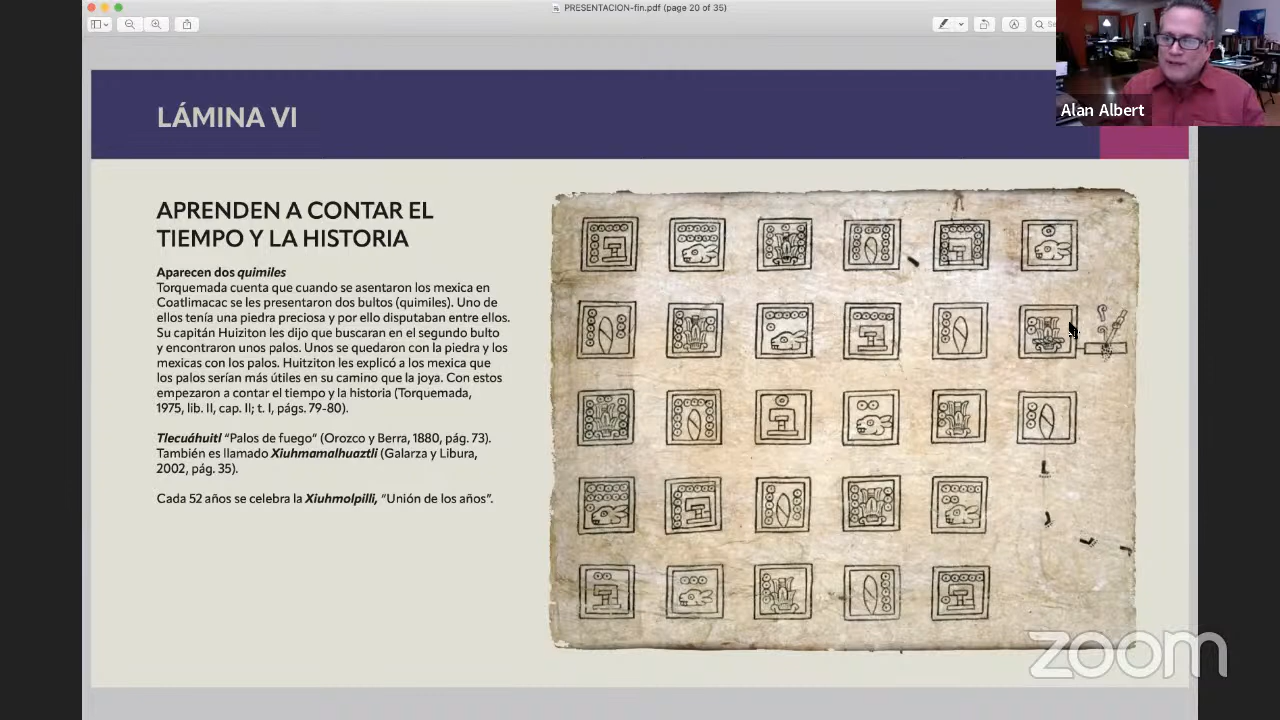 PRESENTACION-fin.pdf (page 20 of 35)
Alan Albert
LÁMINA VI
APRENDEN A CONTAR EL
TIEMPO Y LA HISTORIA
Aparecen dos quimiles
Torquemada cuenta que cuando se asentaron los mexica en
Coatlimacac se les presentaron dos bultos (quimiles). Uno de
ellos tenía una piedra preciosa y por ello disputaban entre ellos.
Su capitán Huiziton les dijo que buscaran en el segundo bulto
y encontraron unos palos. Unos se quedaron con la piedra y los
mexicas con los palos. Huitziton les explicó a los mexica que
los palos serían más útiles en su camino que la joya. Con estos
empezaron a contar el tiempo y la historia (Torquemada,
1975, lib. II, cap. II; t. I, págs. 79-80).
Tlecuáhuitl “Palos de fuego” (Orozco y Berra, 1880, pág. 73).
También es llamado Xiuhmamalhuaztli (Galarza y Libura,
2002, pág. 35).
Cada 52 años se celebra la Xiuhmolpilli, “Unión de los años”.
zoom